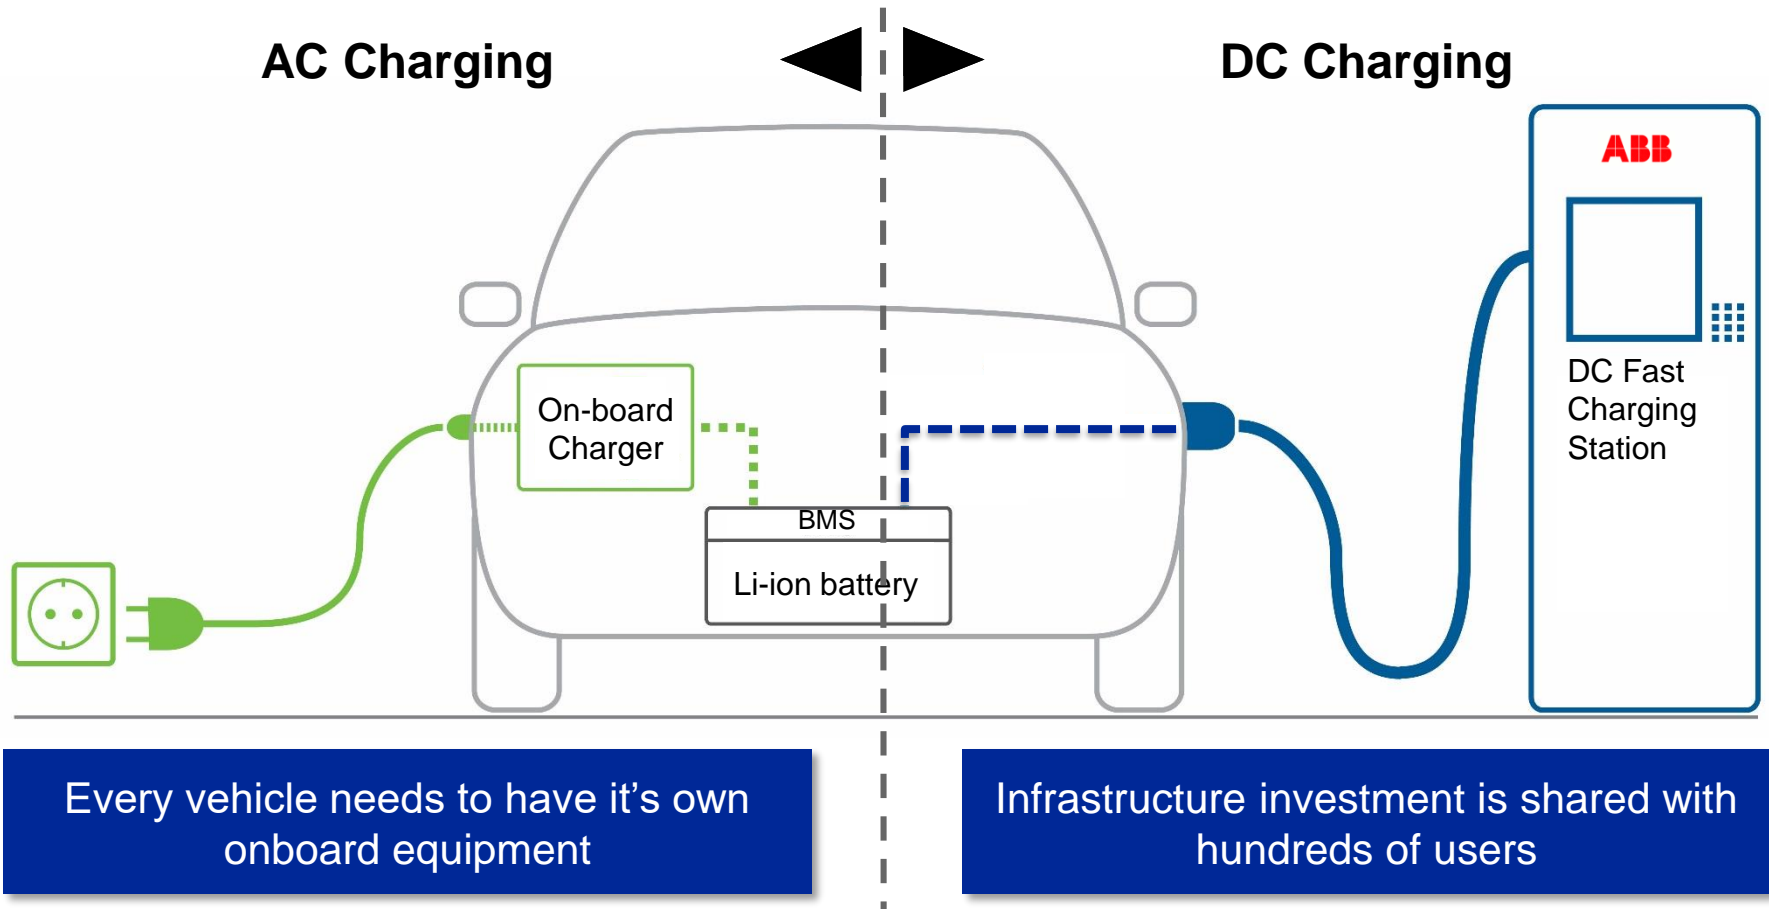 AC Charging
DC Charging
ABB
DC Fast
Charging
Station
On-board
Charger
BMS
Li-ion battery
Every vehicle needs to have it’s own
onboard equipment
Infrastructure investment is shared with
hundreds of users